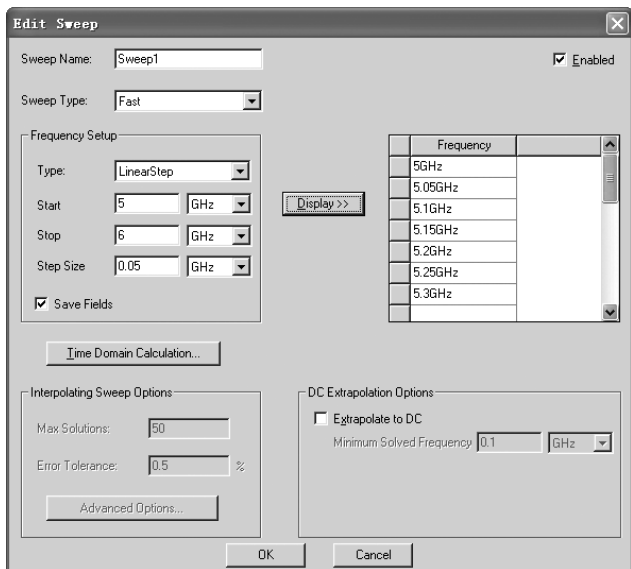 Edit Sweep
Sweep Name: Sweep1
Enabled
Sweep Type: Fast
Frequency Setup
Type: LinearStep
Start 5 GHz
Stop 6 GHz
Step Size 0.05 GHz
Save Fields
Display >>
Frequency
5GHz
5.05GHz
5.1GHz
5.15GHz
5.2GHz
5.25GHz
5.3GHz
Time Domain Calculation...
Interpolating Sweep Options
Max Solutions: 50
Error Tolerance: 0.5 %
Advanced Options...
DC Extrapolation Options
Extrapolate to DC
Minimum Solved Frequency 0.1 GHz
OK Cancel